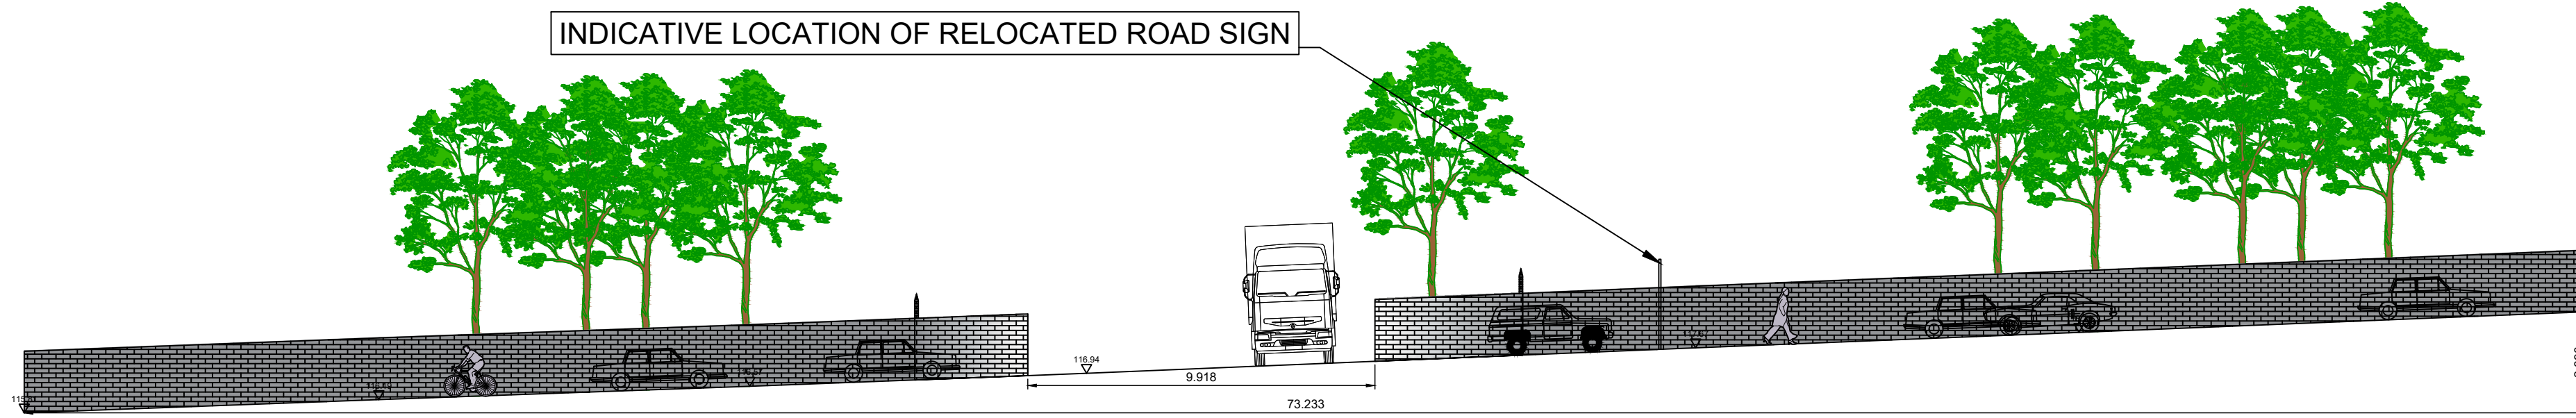 INDICATIVE LOCATION OF RELOCATED ROAD SIGN
116.94
9.918
73.233